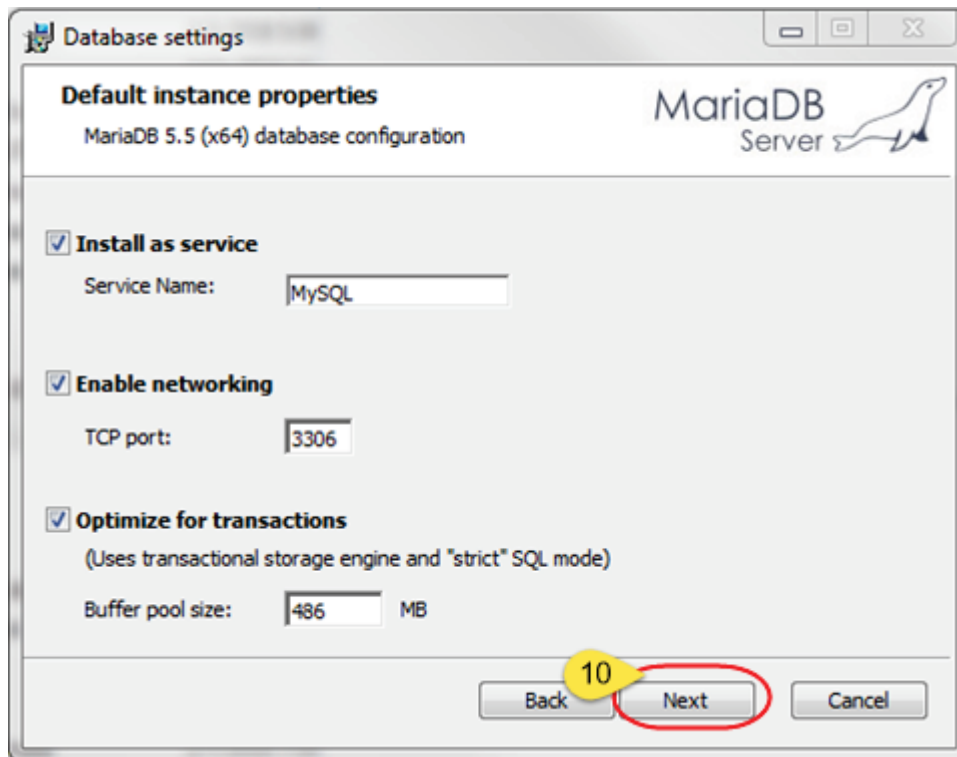 Database settings
Default instance properties
MariaDB 5.5 (x64) database configuration
MariaDB
Server
Install as service
Service Name: MySQL
Enable networking
TCP port: 3306
Optimize for transactions
(Uses transactional storage engine and "strict" SQL mode)
Buffer pool size: 486 MB
10
Back Next Cancel